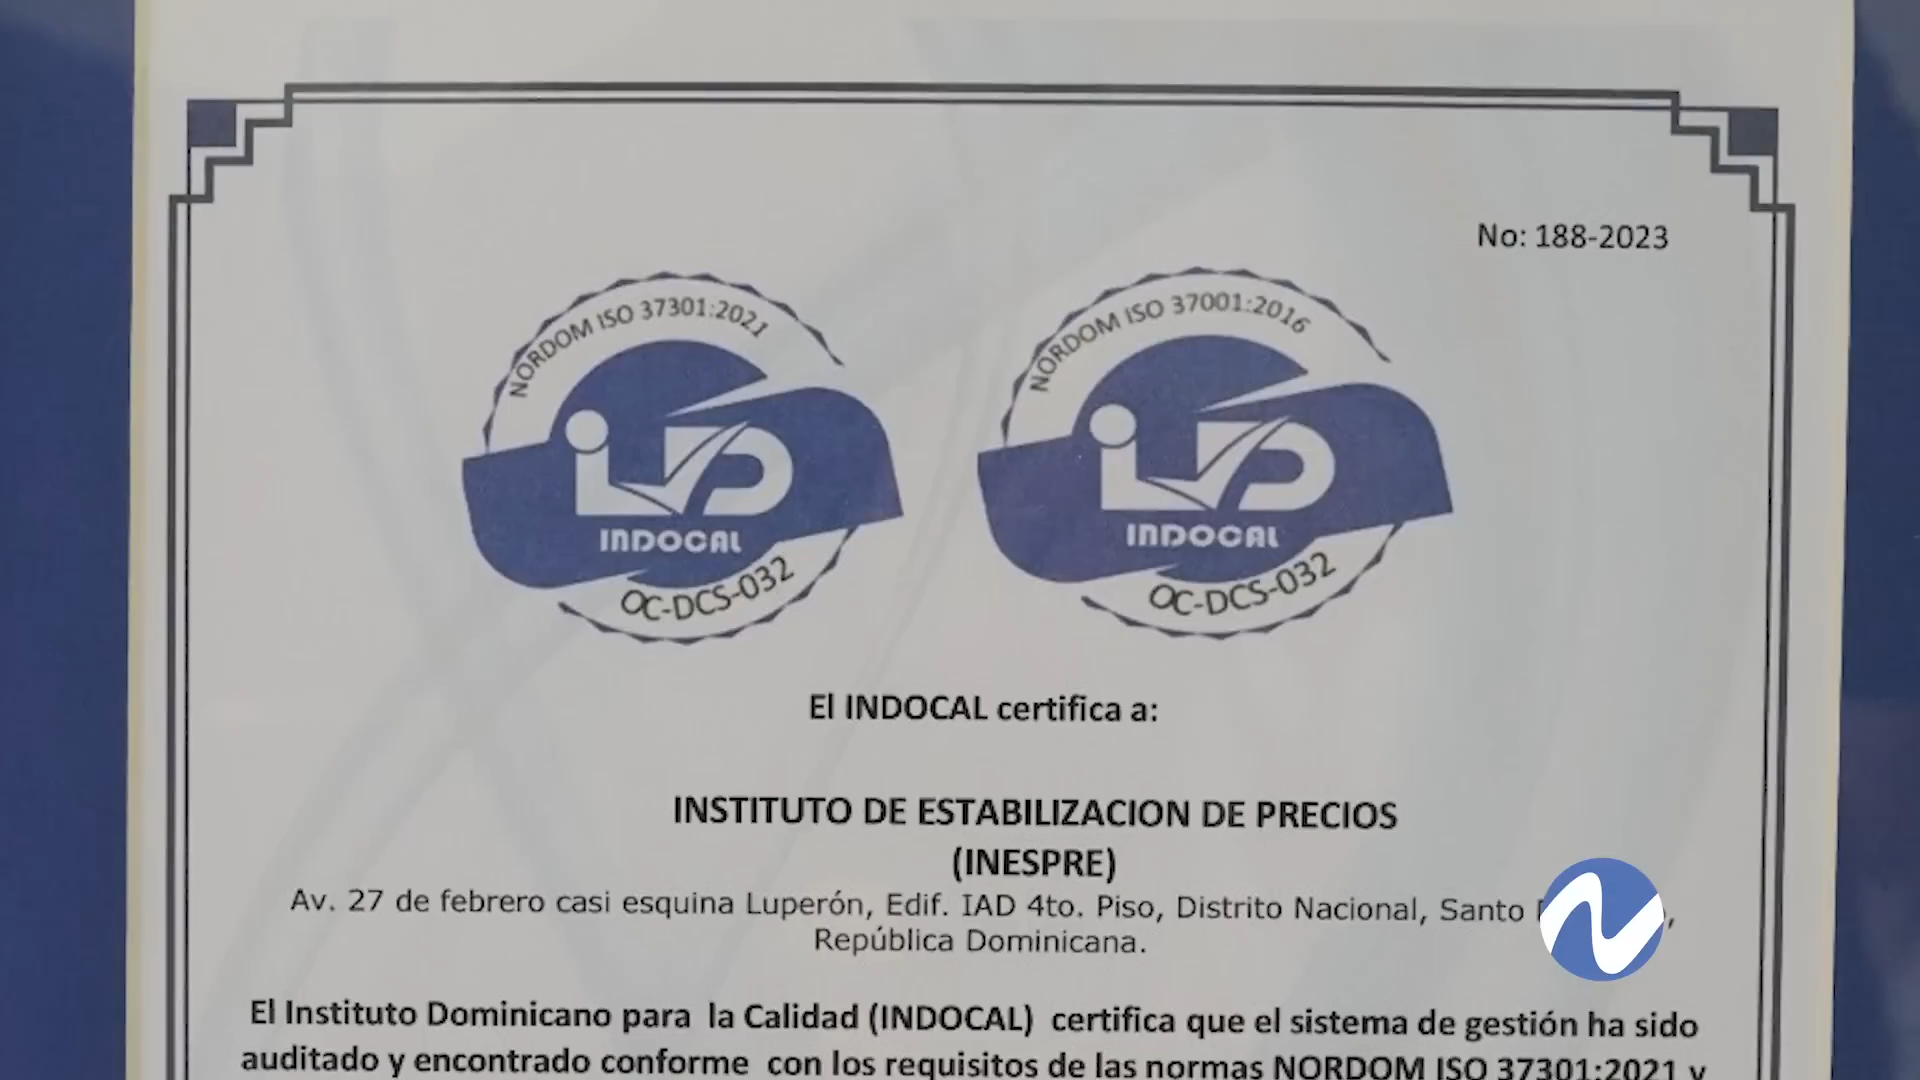 No: 188-2023
NORDOM ISO 37301:2021
INDOCAL
OC-DCS-032
NORDOM ISO 37001:2016
INDOCAL
OC-DCS-032
El INDOCAL certifica a:
INSTITUTO DE ESTABILIZACION DE PRECIOS
(INESPRE)
Av. 27 de febrero casi esquina Luperón, Edif. IAD 4to. Piso, Distrito Nacional, Santo
República Dominicana.
El Instituto Dominicano para la Calidad (INDOCAL) certifica que el sistema de gestión ha sido
auditado y encontrado conforme con los requisitos de las normas NORDOM ISO 37301:2021 y